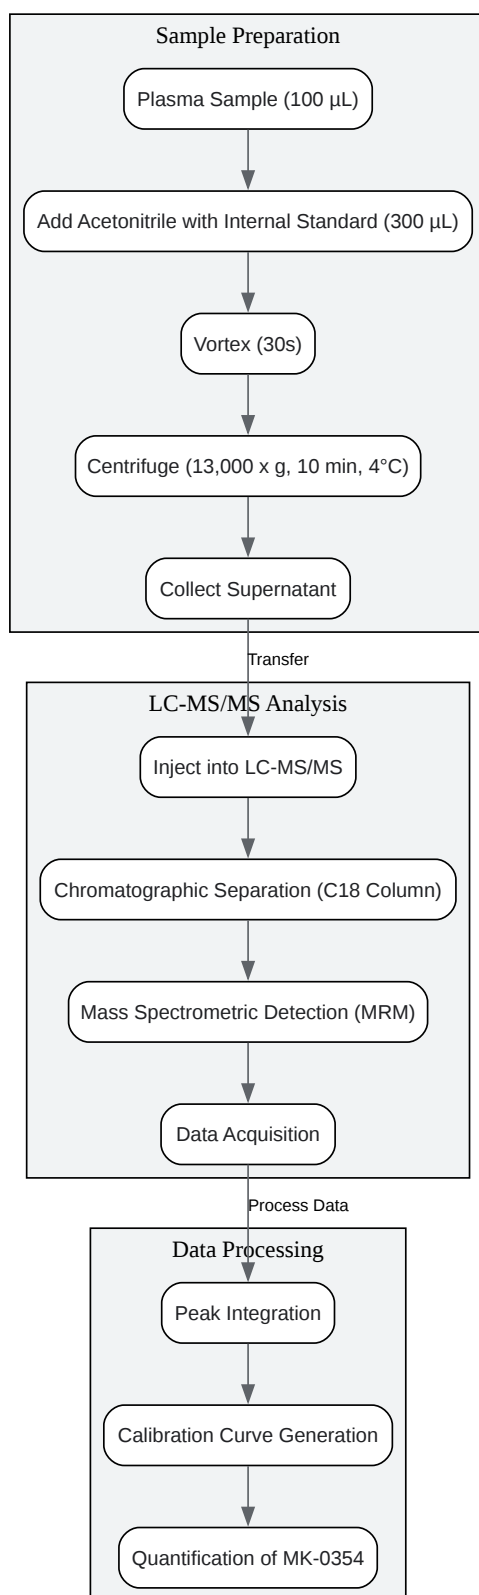 Sample Preparation
Plasma Sample (100 µL)
Add Acetonitrile with Internal Standard (300 µL)
Vortex (30s)
Centrifuge (13,000 x g, 10 min, 4°C)
Collect Supernatant
Transfer
LC-MS/MS Analysis
Inject into LC-MS/MS
Chromatographic Separation (C18 Column)
Mass Spectrometric Detection (MRM)
Data Acquisition
Process Data
Data Processing
Peak Integration
Calibration Curve Generation
Quantification of MK-0354